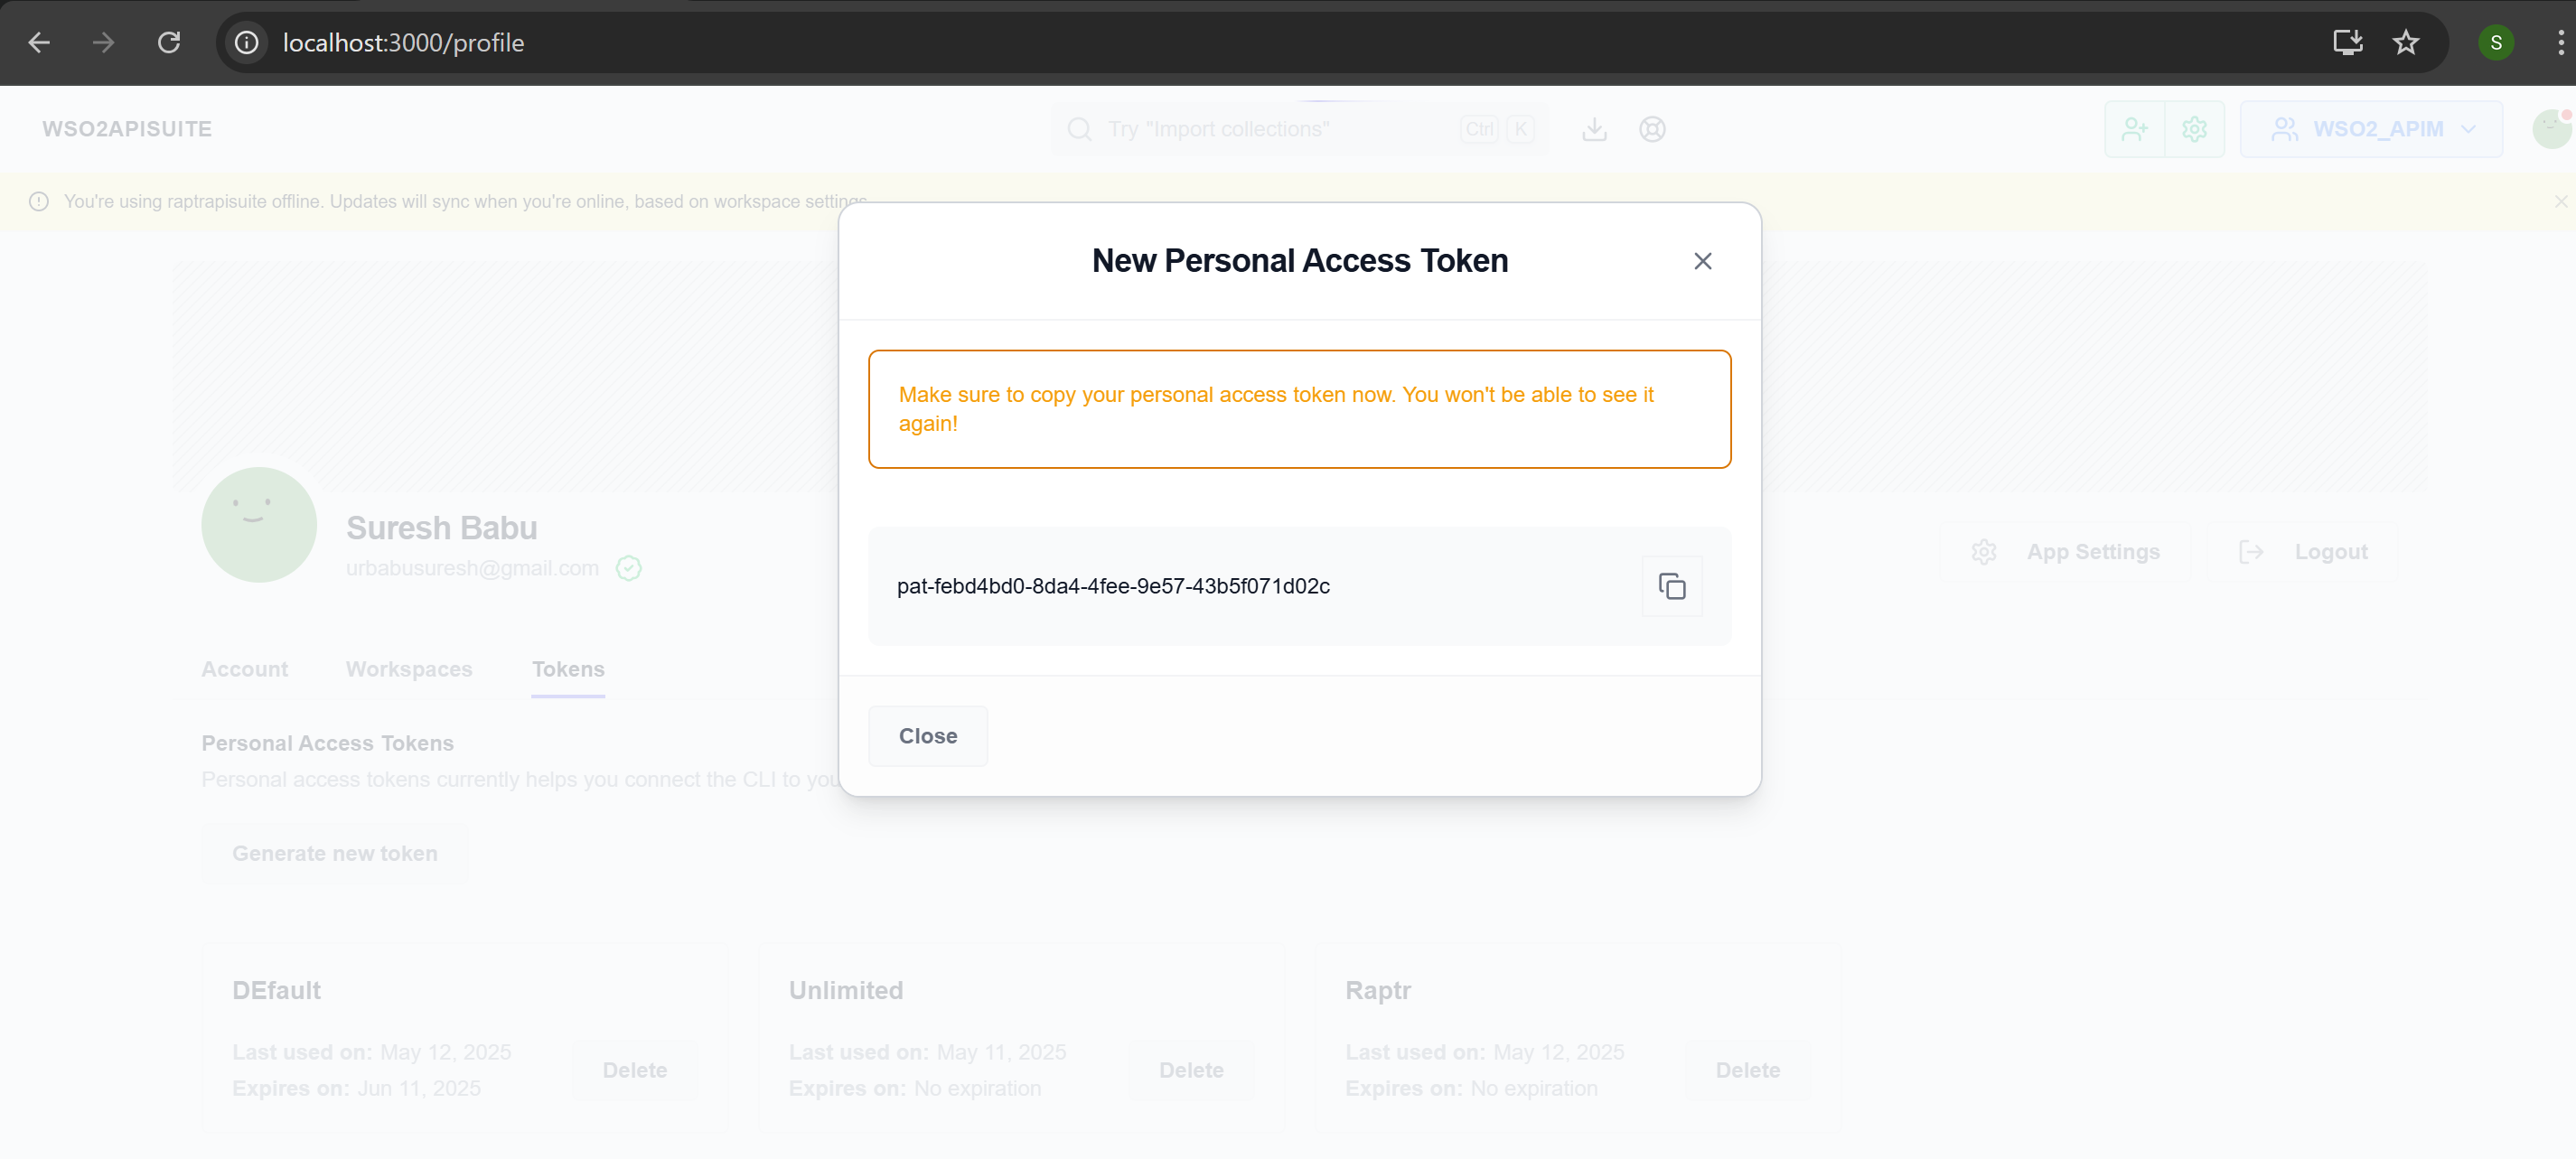 localhost:3000/profile
S
WSO2APISUITE
Try "Import collections"
Ctrl K
WSO2_APIM
You're using raptrapisuite offline. Updates will sync when you're online, based on workspace settings.
New Personal Access Token
Make sure to copy your personal access token now. You won't be able to see it
again!
pat-febd4bd0-8da4-4fee-9e57-43b5f071d02c
Close
Suresh Babu
urbabusuresh@gmail.com
App Settings
Logout
Account
Workspaces
Tokens
Personal Access Tokens
Personal access tokens currently helps you connect the CLI to
Generate new token
DEfault
Last used on: May 12, 2025
Expires on: Jun 11, 2025
Delete
Unlimited
Last used on: May 11, 2025
Expires on: No expiration
Delete
Raptr
Last used on: May 12, 2025
Expires on: No expiration
Delete